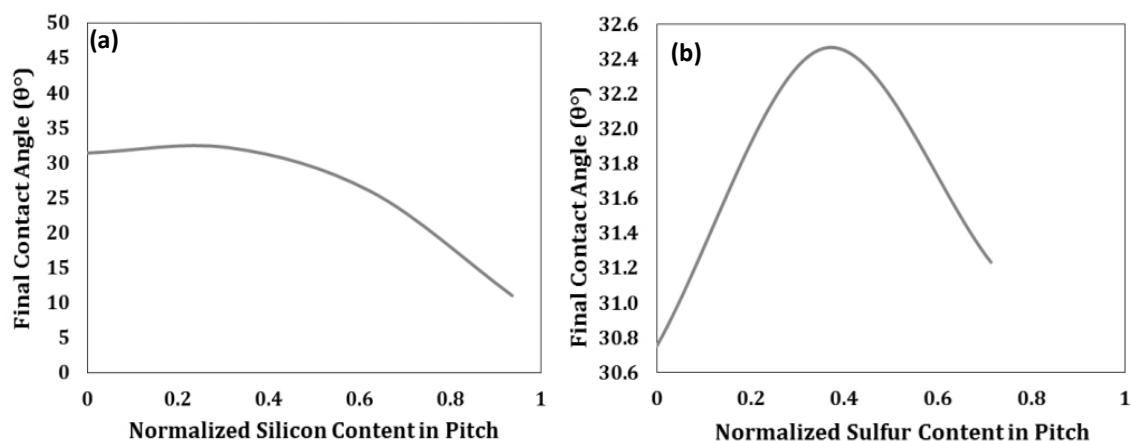 (a)
Final Contact Angle (θ°)
50
45
40
35
30
25
20
15
10
5
0
0 0.2 0.4 0.6 0.8 1
Normalized Silicon Content in Pitch
(b)
Final Contact Angle (θ°)
32.6
32.4
32.2
32.0
31.8
31.6
31.4
31.2
31.0
30.8
30.6
0 0.2 0.4 0.6 0.8 1
Normalized Sulfur Content in Pitch